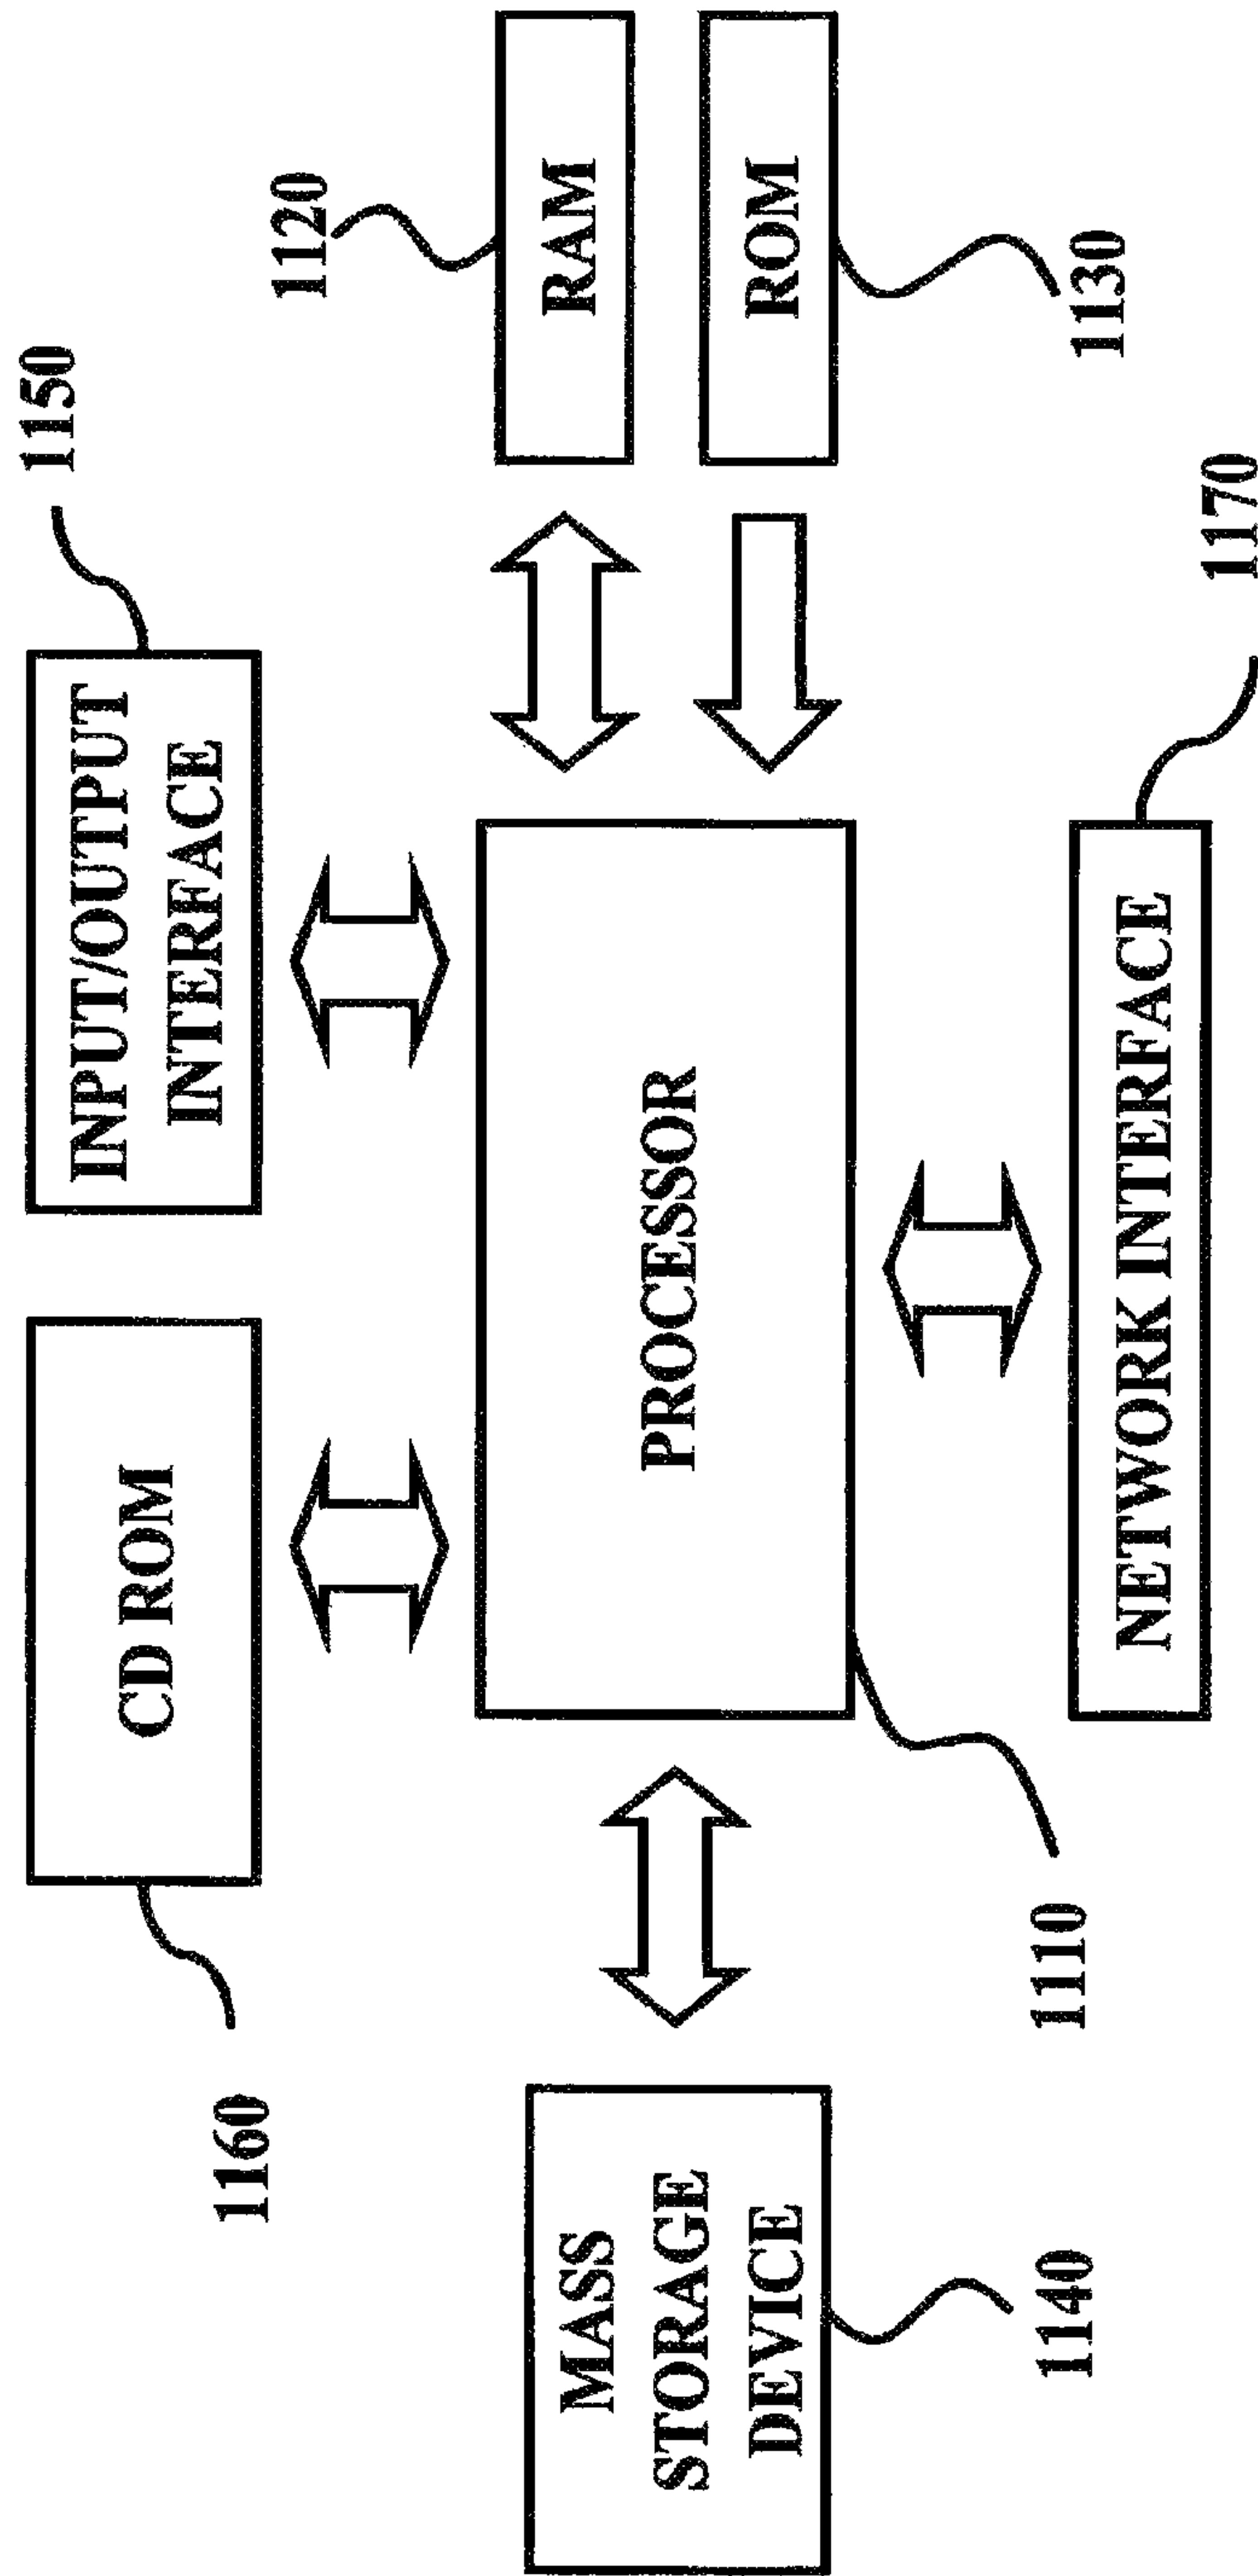 1160
1150
CD ROM
INPUT/OUTPUT
INTERFACE
1120
MASS
STORAGE
DEVICE
PROCESSOR
RAM
ROM
1140
1110
1130
NETWORK INTERFACE
1170